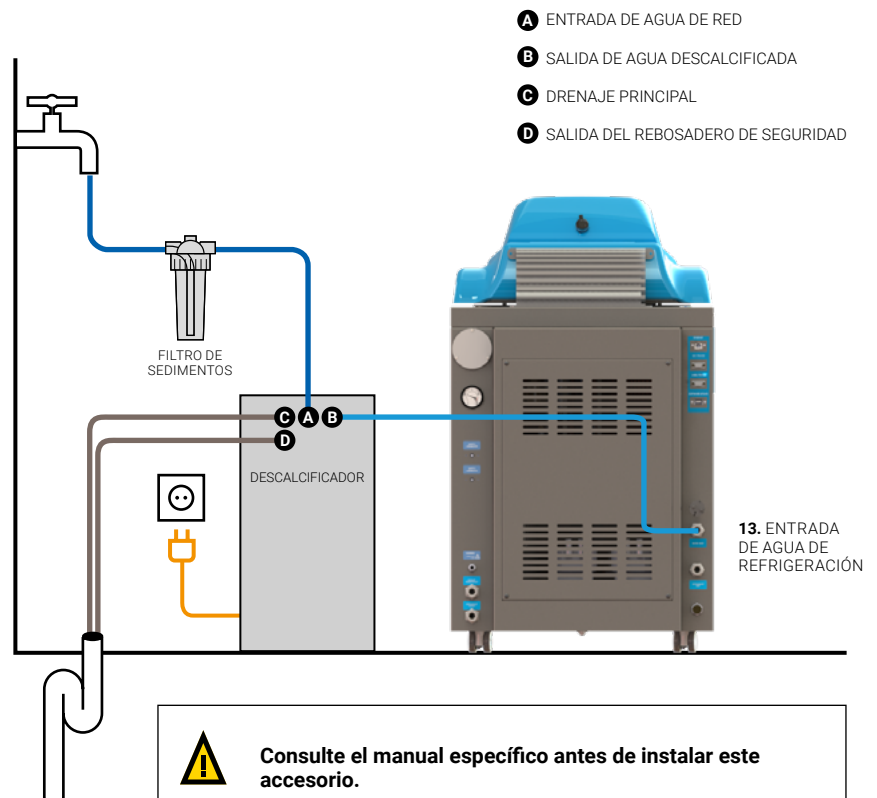 A ENTRADA DE AGUA DE RED
B SALIDA DE AGUA DESCALCIFICADA
C DRENAJE PRINCIPAL
D SALIDA DEL REBOSADERO DE SEGURIDAD
FILTRO DE
SEDIMENTOS
C A B
D
DESCALCIFICADOR
13. ENTRADA
DE AGUA DE
REFRIGERACIÓN
Consulte el manual específico antes de instalar este
accesorio.